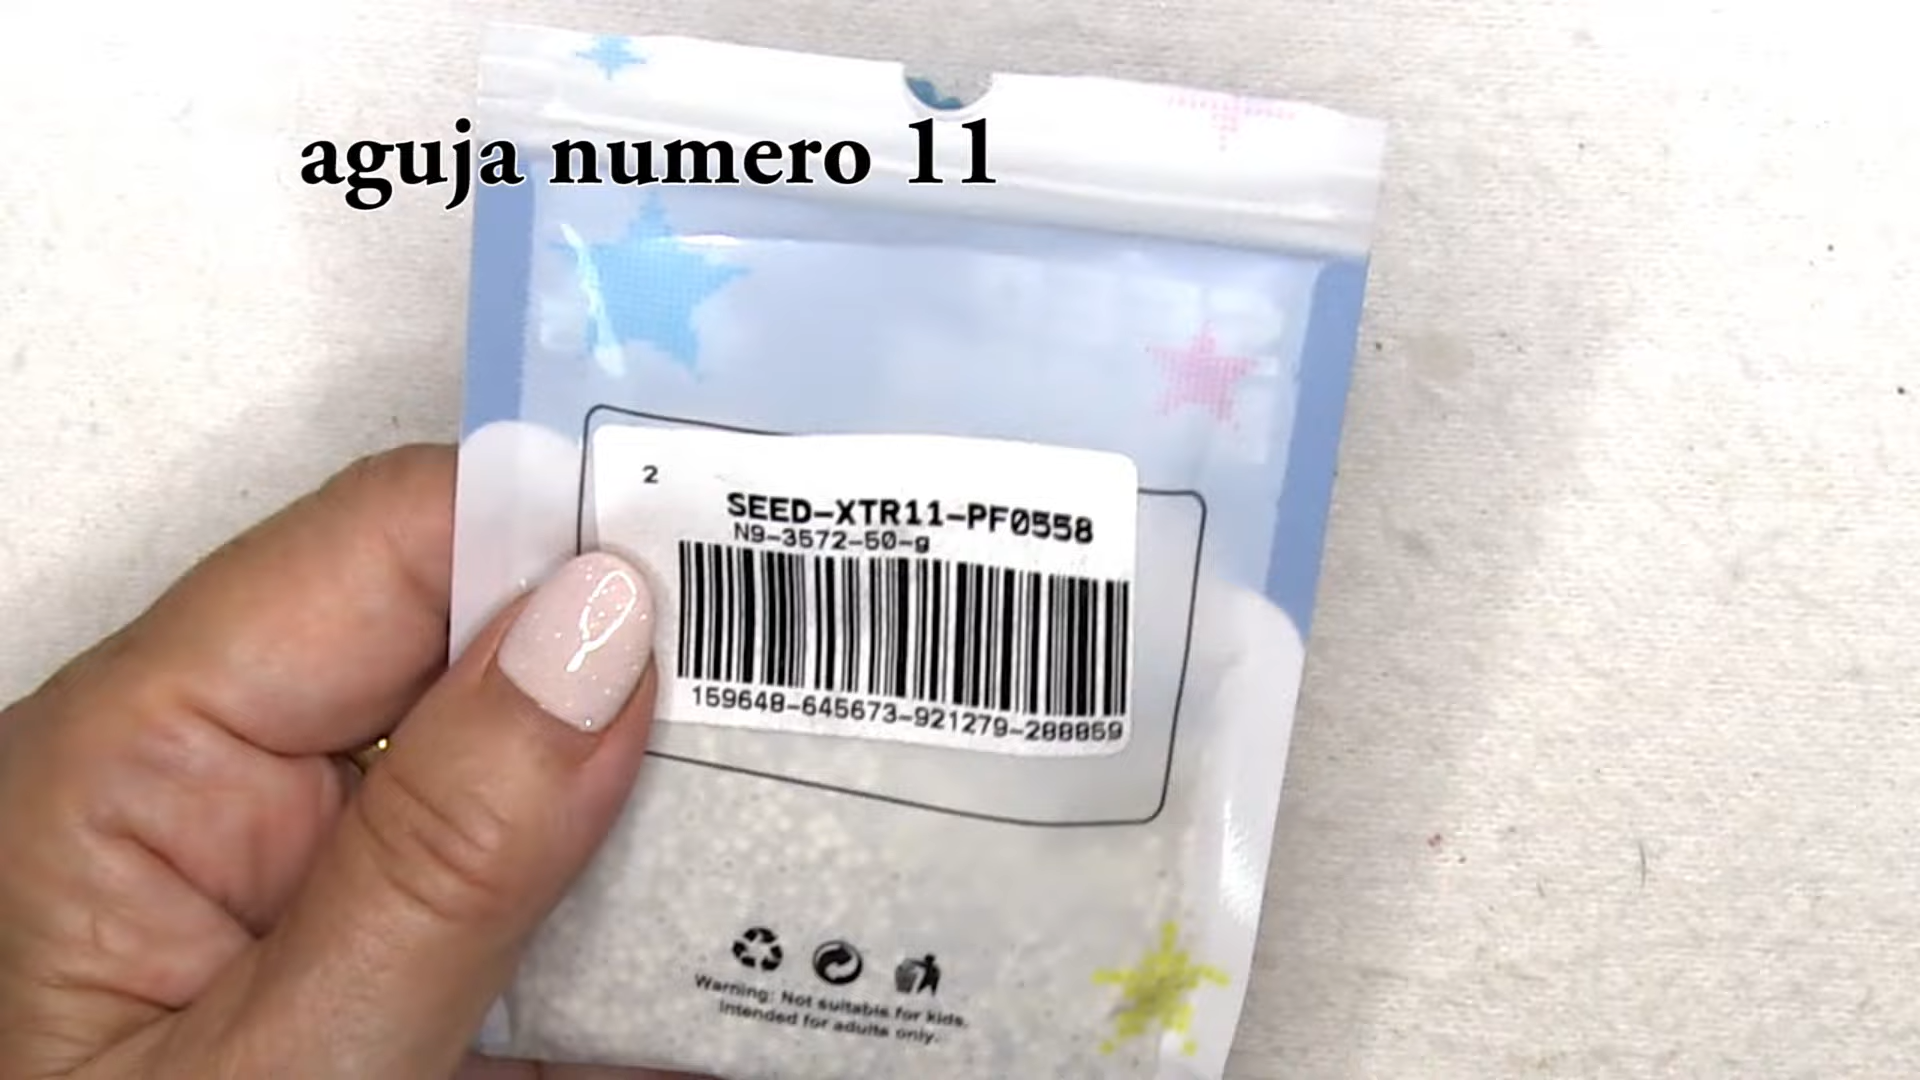 aguja numero 11
2
SEED-XTR11-PF0558
N9-3572-50-g
159648-645673-921279-288869
Warning: Not suitable for kids.
Intended for adults only.